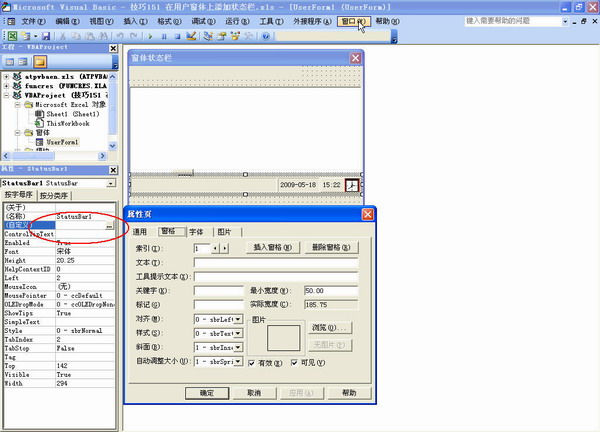 Microsoft Visual Basic - 技巧151 在用户窗体上添加状态栏.xls - [UserForm1 (UserForm)]
文件(F) 编辑(E) 视图(V) 插入(I) 格式(O) 调试(D) 运行(R) 工具(T) 外接程序(A) 窗口(W) 帮助(H) 键入需要帮助的问题
工程 - VBAProject
atpvbaen.xls (ATPVBA
funcres (FUNCRES.XLA
VBAProject (技巧151 在
Microsoft Excel 对象
Sheet1 (Sheet1)
ThisWorkbook
窗体
UserForm1
模块
属性 - StatusBar1
StatusBar1 StatusBar
按字母序 按分类序
(关于)
(名称) StatusBar1
(自定义) ...
ControlTipText
Enabled True
Font 宋体
Height 20.25
HelpContextID 0
Left 2
MouseIcon (无)
MousePointer 0 - ccDefault
OLEDropMode 0 - ccOLEDropNone
ShowTips True
SimpleText
Style 0 - sbrNormal
TabIndex 2
TabStop False
Tag
Top 142
Visible True
Width 294
窗体状态栏
2009-05-18 15:22
属性页
通用 窗格 字体 图片
索引(I): 1 插入窗格(N) 删除窗格(R)
文本(T):
工具提示文本(X):
关键字(K): 最小宽度(W): 50.00
标记(G): 实际宽度(C): 185.75
对齐(L): 0 - sbrLeft 图片
样式(S): 0 - sbrText 浏览(O)...
斜面(B): 1 - sbrInse 无图片(P)
自动调整大小(U): 1 - sbrSpri 有效(E) 可见(V)
确定 取消 应用(A) 帮助